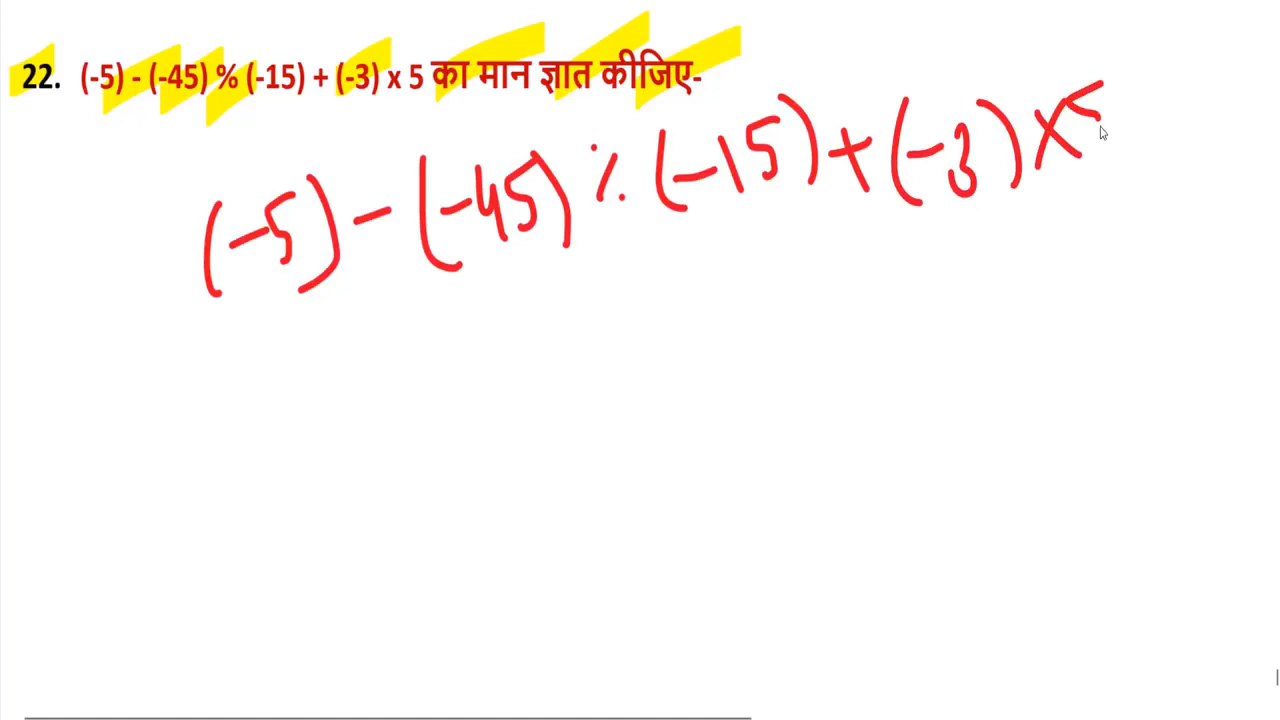 22. (-5) - (-45) % (-15) + (-3) x 5 का मान ज्ञात कीजिए-
(-5) - (-45) ٪ (-15) + (-3) x 5